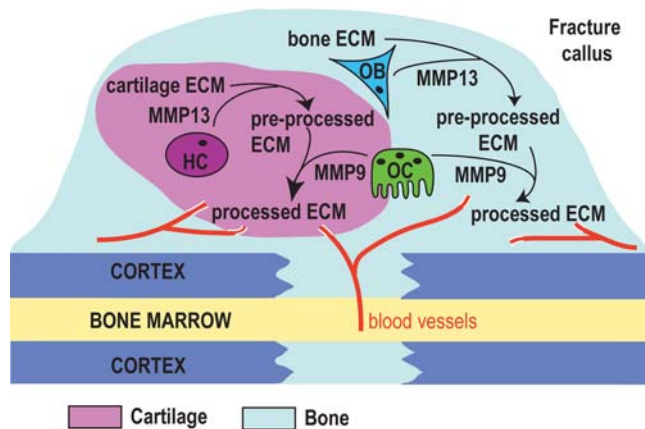 Fracture
callus
bone ECM
OB
MMP13
cartilage ECM
MMP13
pre-processed
ECM
pre-processed
ECM
HC
MMP9
OC
MMP9
processed ECM
processed ECM
CORTEX
BONE MARROW
blood vessels
CORTEX
Cartilage
Bone